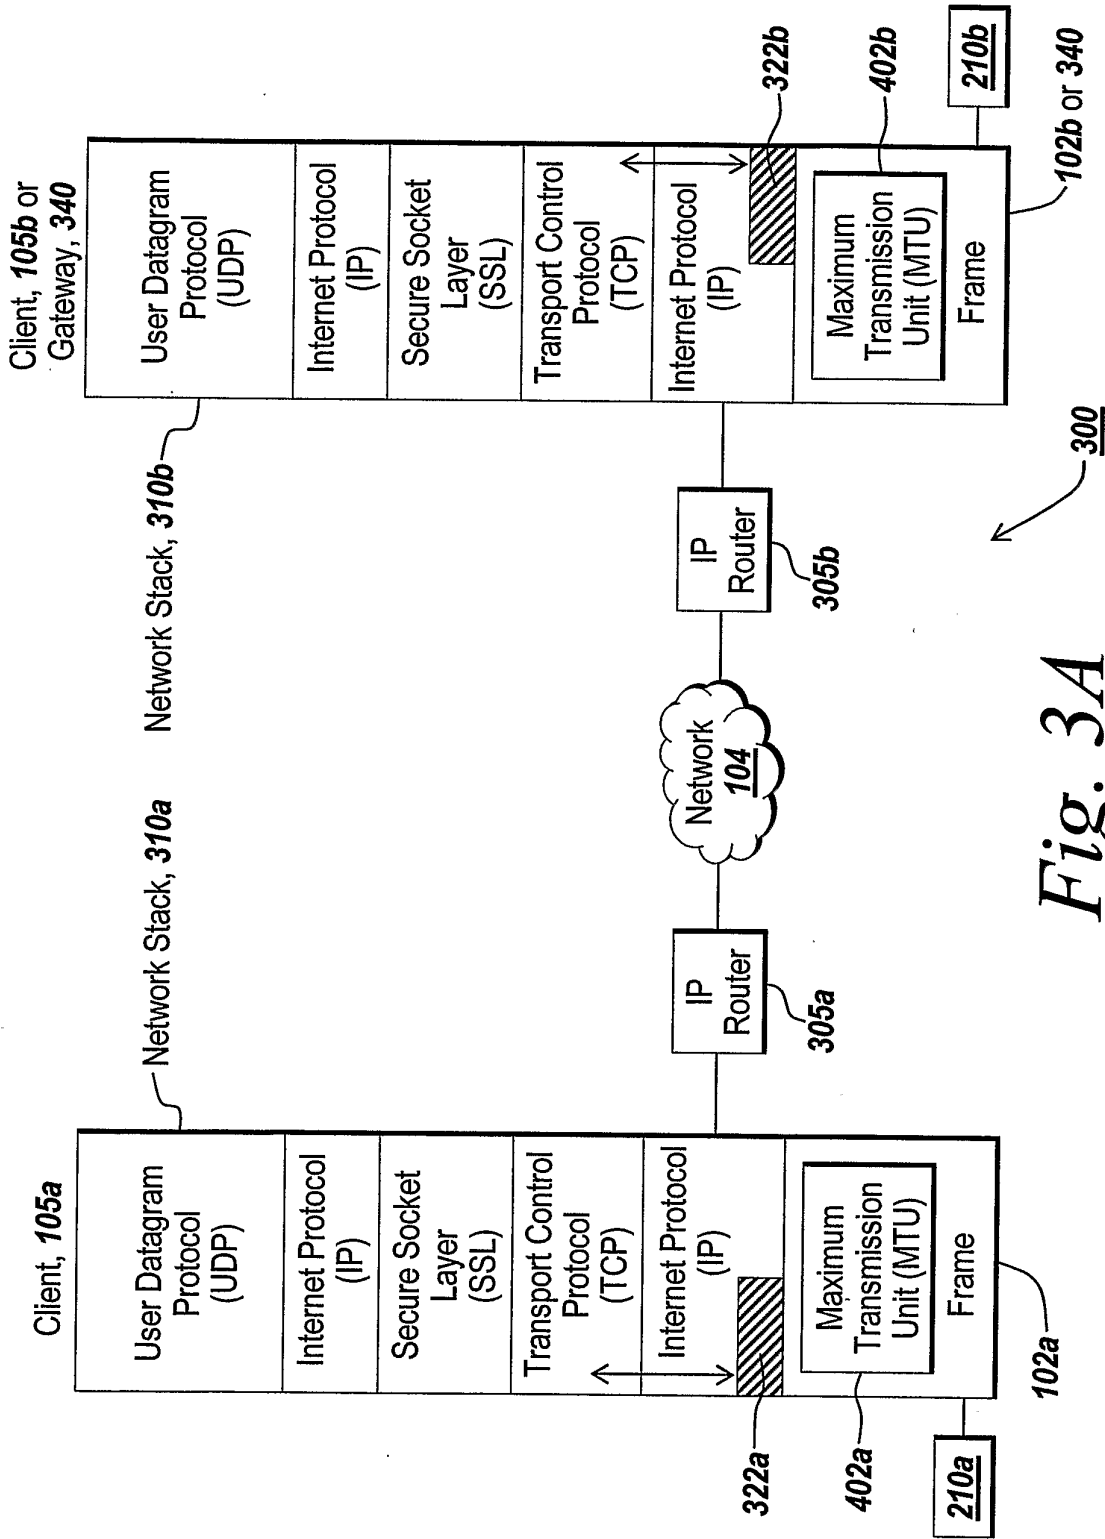 Client, 105a
Network Stack, 310a
Network Stack, 310b
Client, 105b or
Gateway, 340
User Datagram
Protocol
(UDP)
Internet Protocol
(IP)
Secure Socket
Layer
(SSL)
Transport Control
Protocol
(TCP)
Internet Protocol
(IP)
322a
Maximum
Transmission
Unit (MTU)
402a
Frame
210a
102a
IP
Router
305a
Network
104
IP
Router
305b
User Datagram
Protocol
(UDP)
Internet Protocol
(IP)
Secure Socket
Layer
(SSL)
Transport Control
Protocol
(TCP)
Internet Protocol
(IP)
322b
Maximum
Transmission
Unit (MTU)
402b
Frame
210b
102b or 340
300
Fig. 3A